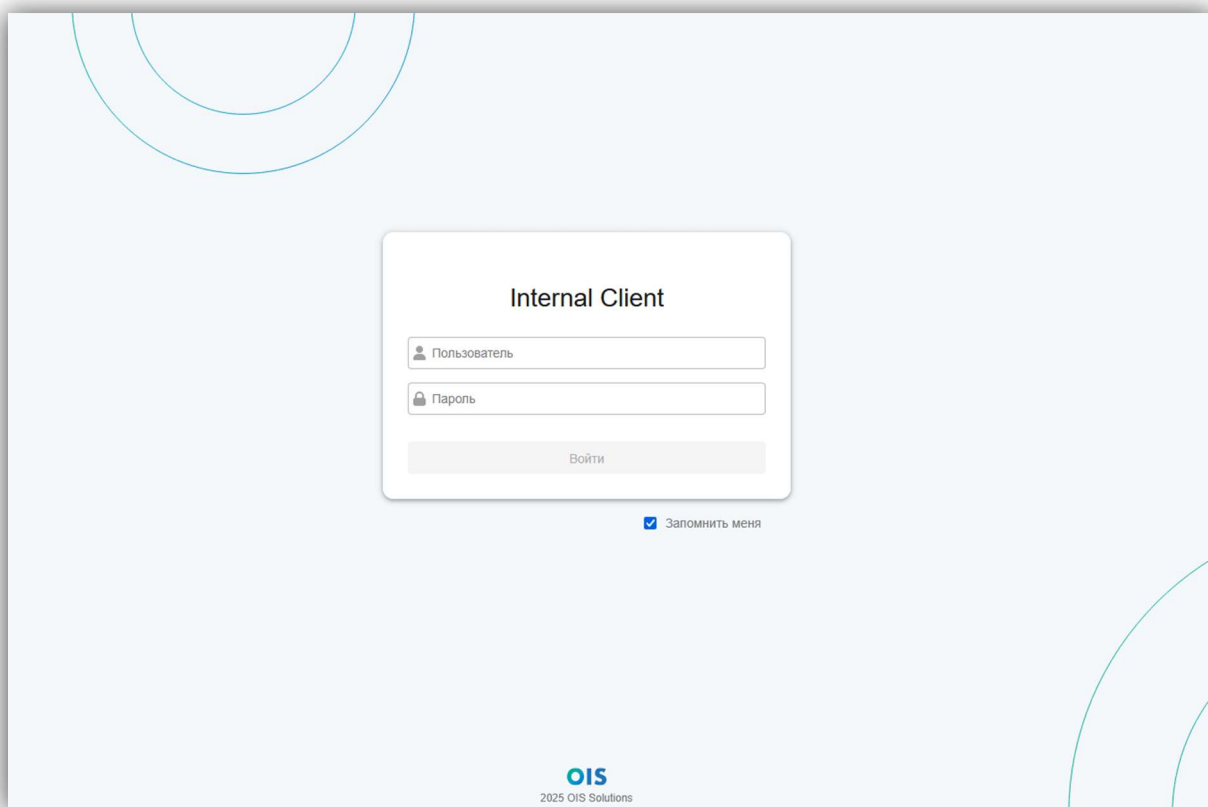 Internal Client
Пользователь
Пароль
Войти
Запомнить меня
OIS
2025 OIS Solutions